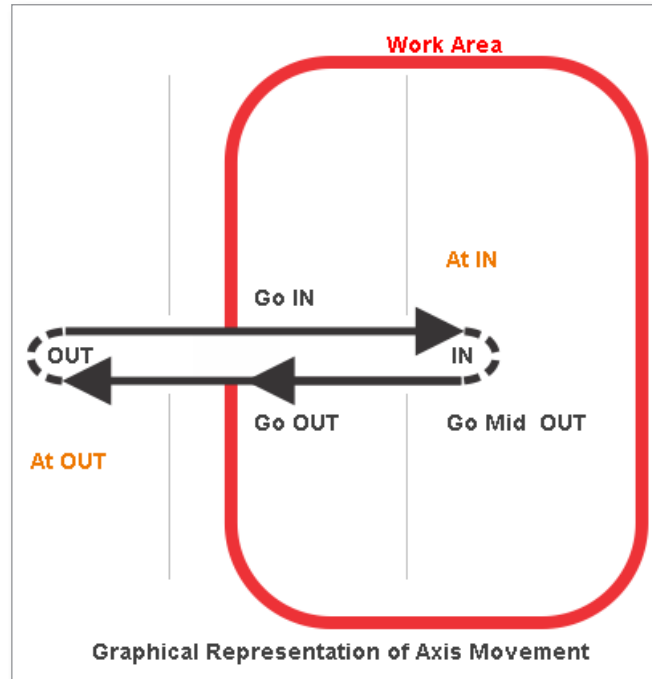 Work Area
At IN
Go IN
OUT
IN
Go OUT
Go Mid  OUT
At OUT
Graphical Representation of Axis Movement